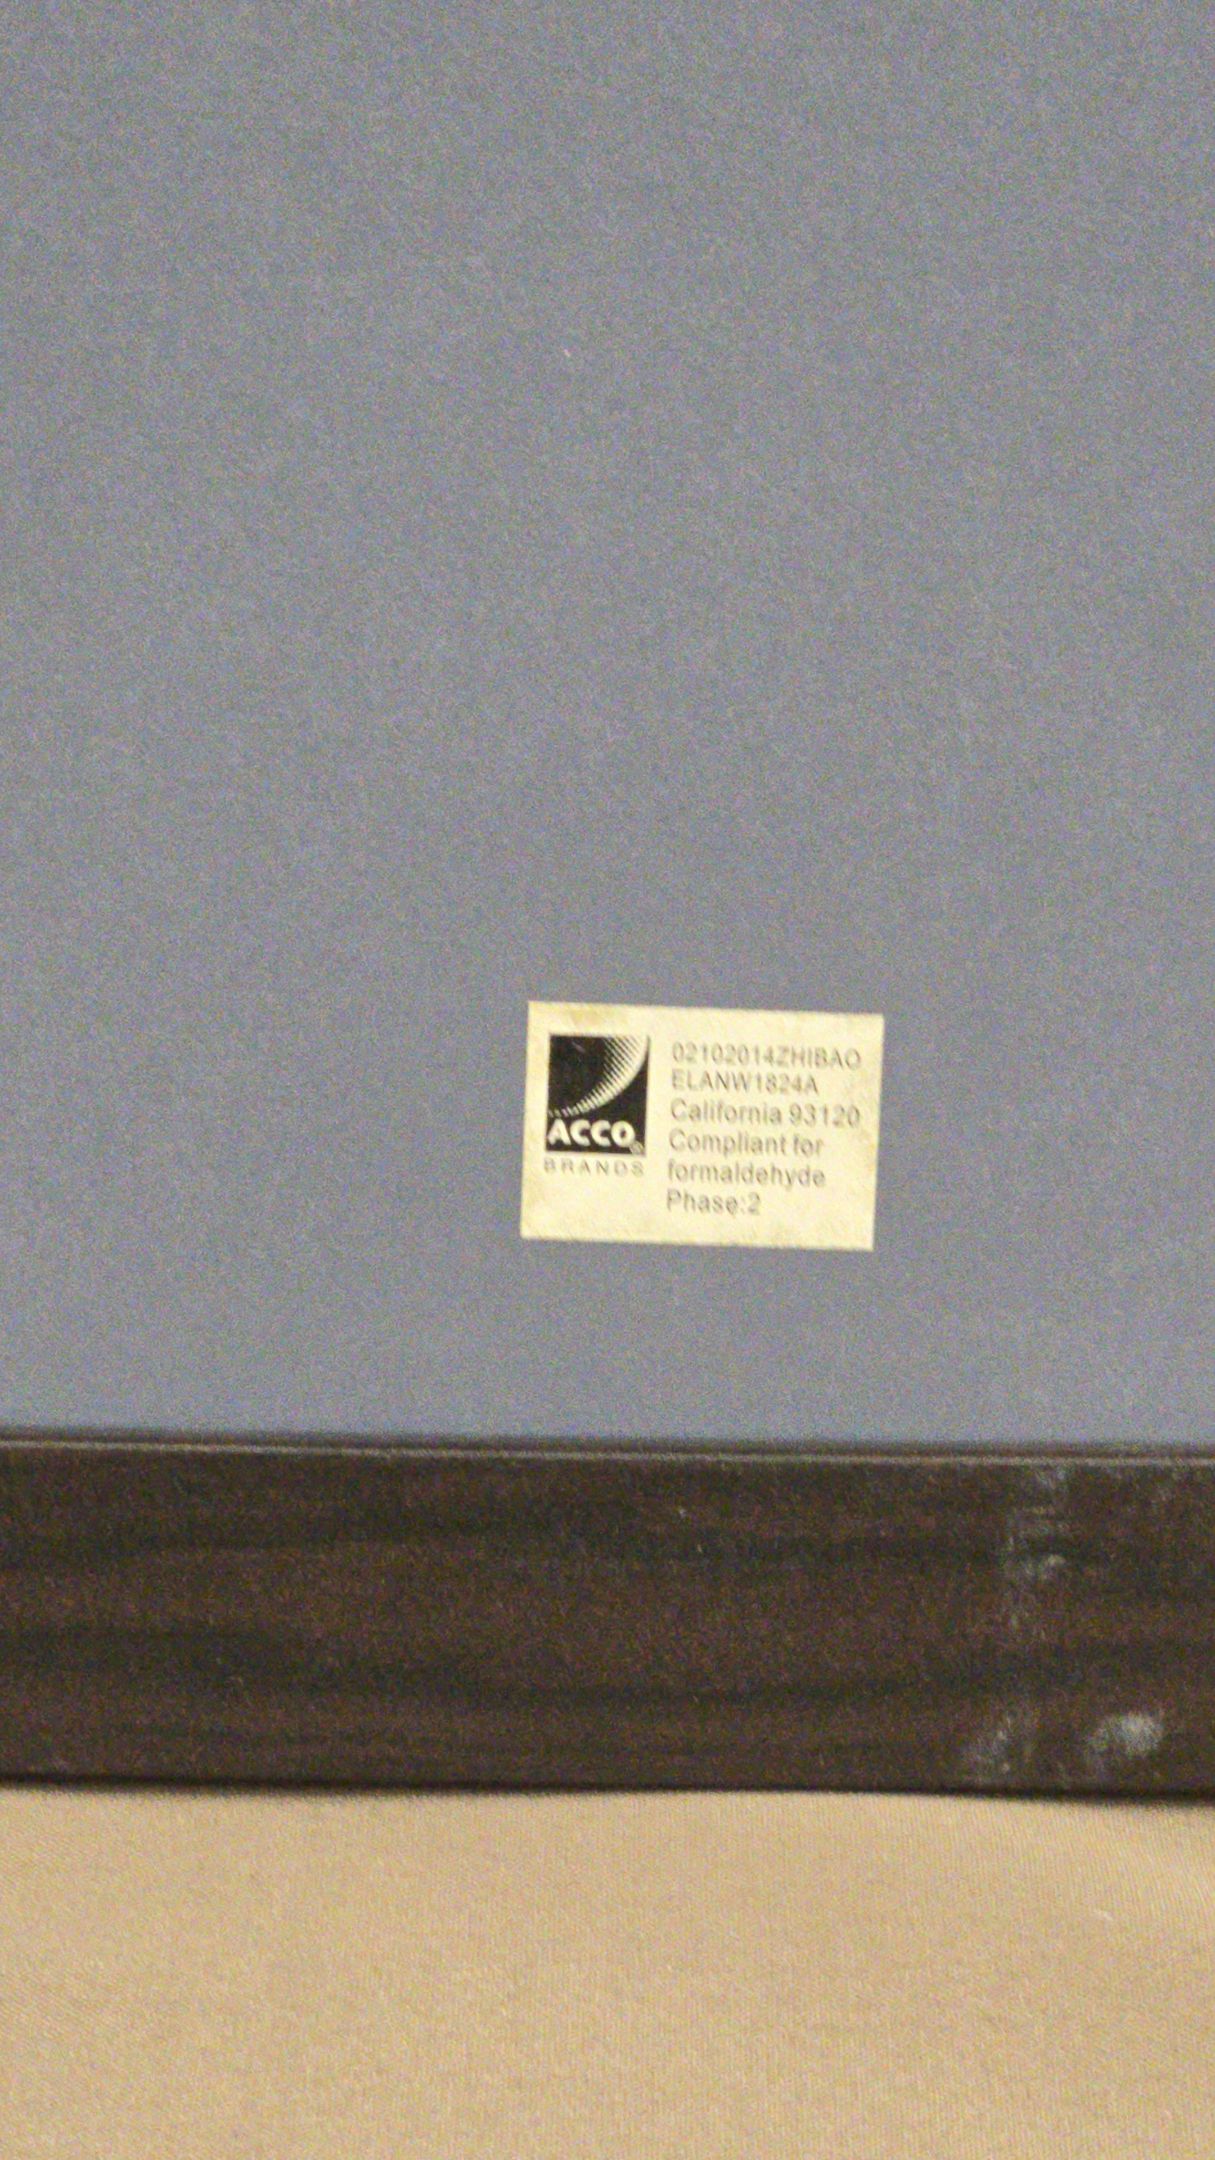 ACCO®
BRANDS
02102014ZHIBAO
ELANW1824A
California 93120
Compliant for
formaldehyde
Phase:2